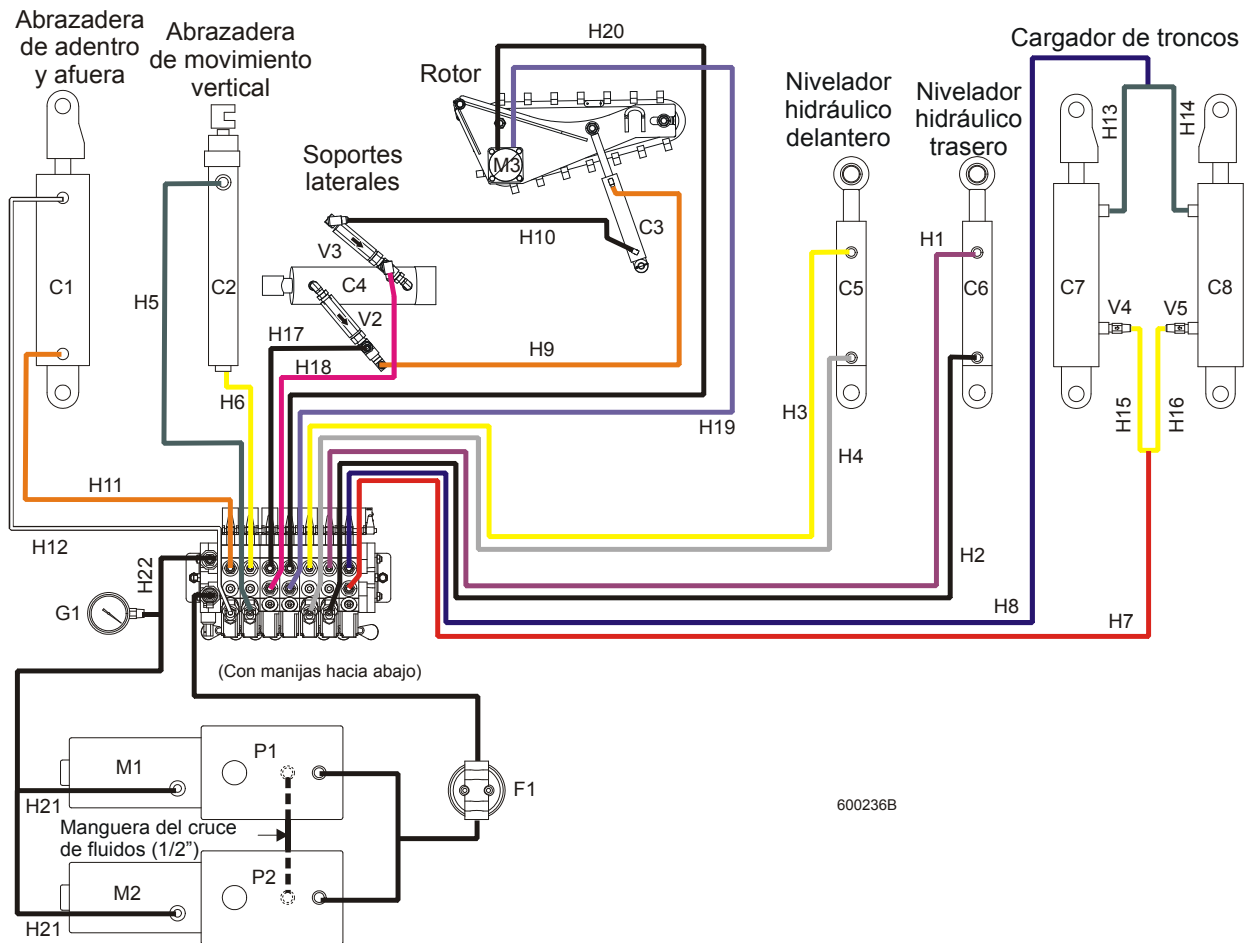 Abrazadera
de adentro
y afuera
Abrazadera
de movimiento
vertical
H20
Rotor
Cargador de troncos
Nivelador
hidráulico
delantero
Nivelador
hidráulico
trasero
Soportes
laterales
M3
H13
H14
H10
C3
V3
H1
C1
H5
C2
C4
C5
C6
C7
C8
V2
V4
V5
H17
H9
H18
H6
H3
H19
H15
H16
H4
H11
H12
H22
H2
G1
H8
H7
(Con manijas hacia abajo)
P1
M1
F1
H21
600236B
Manguera del cruce
de fluidos (1/2”)
P2
M2
H21